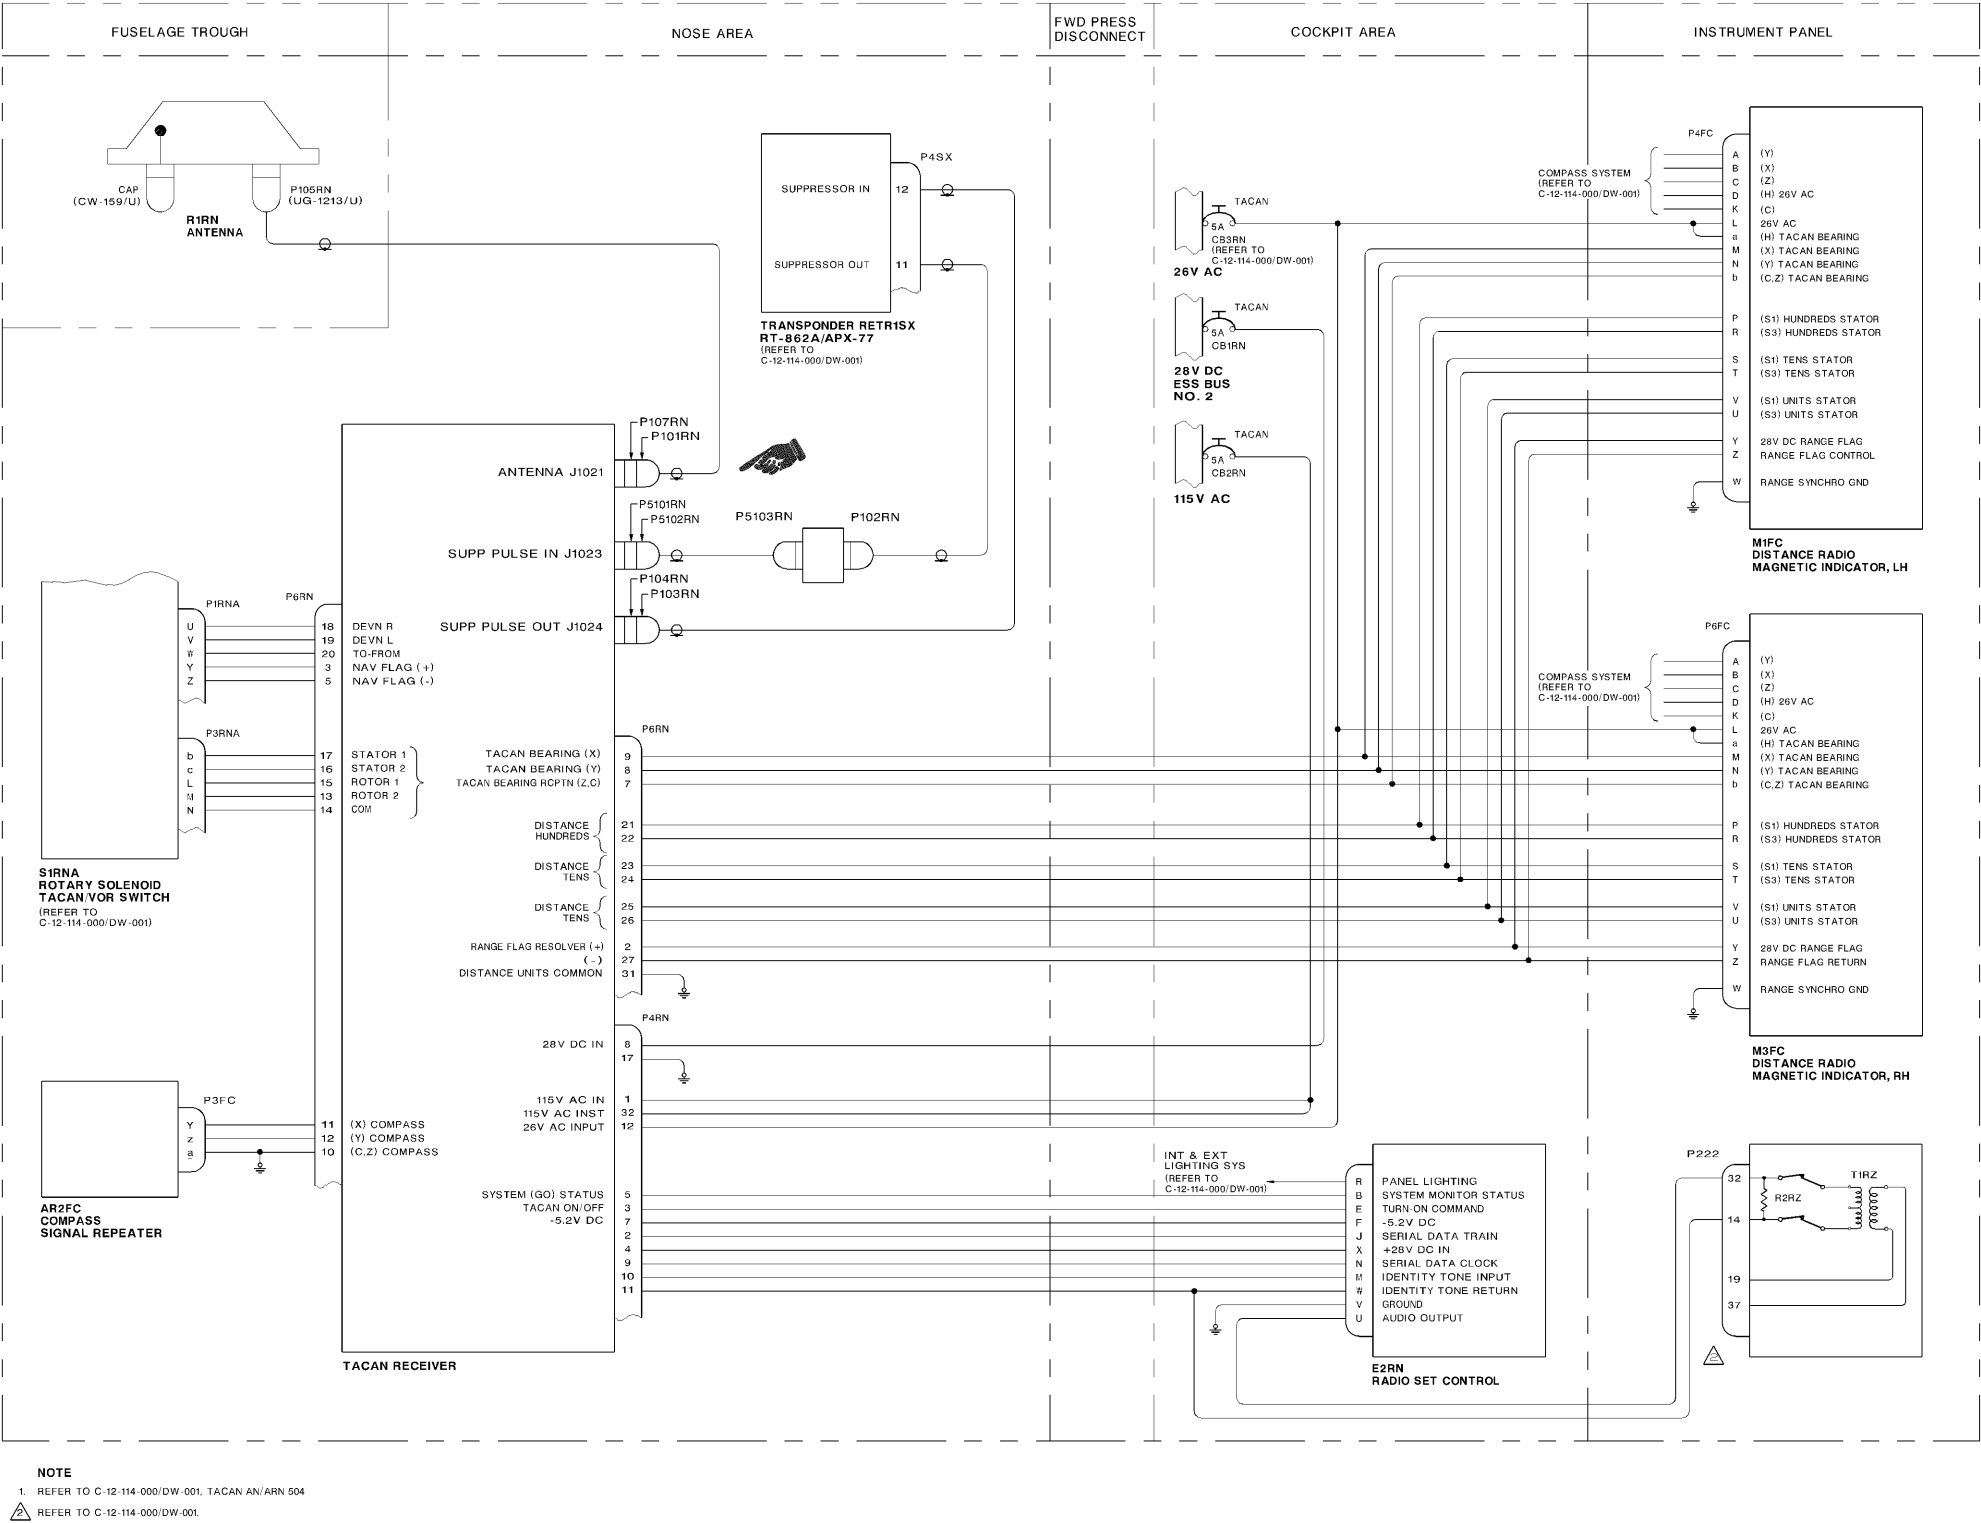 FUSELAGE TROUGH
NOSE AREA
FWD PRESS
DISCONNECT
COCKPIT AREA
INSTRUMENT PANEL
CAP
(CW-159/U)
P105RN
(UG-1213/U)
R1RN
ANTENNA
P4SX
SUPPRESSOR IN
12
SUPPRESSOR OUT
11
TRANSPONDER RETR1SX
RT-862A/APX-77
(REFER TO
C-12-114-000/DW-001)
TACAN
5A
CB3RN
(REFER TO
C-12-114-000/DW-001)
26V AC
TACAN
5A
CB1RN
28V DC
ESS BUS
NO. 2
TACAN
5A
CB2RN
115V AC
P4FC
COMPASS SYSTEM
(REFER TO
C-12-114-000/DW-001)
A (Y)
B (X)
C (Z)
D (H) 26V AC
K (C)
L 26V AC
a (H) TACAN BEARING
M (X) TACAN BEARING
N (Y) TACAN BEARING
b (C,Z) TACAN BEARING
P (S1) HUNDREDS STATOR
R (S3) HUNDREDS STATOR
S (S1) TENS STATOR
T (S3) TENS STATOR
V (S1) UNITS STATOR
U (S3) UNITS STATOR
Y 28V DC RANGE FLAG
Z RANGE FLAG CONTROL
W RANGE SYNCHRO GND
M1FC
DISTANCE RADIO
MAGNETIC INDICATOR, LH
P107RN
P101RN
ANTENNA J1021
P5101RN
P5102RN
SUPP PULSE IN J1023
P5103RN
P102RN
P104RN
P103RN
SUPP PULSE OUT J1024
P1RNA
P6RN
U 18 DEVN R
V 19 DEVN L
W 20 TO-FROM
Y 3 NAV FLAG (+)
Z 5 NAV FLAG (-)
P3RNA
b 17 STATOR 1
c 16 STATOR 2
L 15 ROTOR 1
M 13 ROTOR 2
N 14 COM
S1RNA
ROTARY SOLENOID
TACAN/VOR SWITCH
(REFER TO
C-12-114-000/DW-001)
P6RN
TACAN BEARING (X) 9
TACAN BEARING (Y) 8
TACAN BEARING RCPTN (Z,C) 7
DISTANCE
HUNDREDS
21
22
DISTANCE
TENS
23
24
DISTANCE
TENS
25
26
RANGE FLAG RESOLVER (+) 2
(-) 27
DISTANCE UNITS COMMON 31
P4RN
28V DC IN 8
17
115V AC IN 1
115V AC INST 32
26V AC INPUT 12
SYSTEM (GO) STATUS 5
TACAN ON/OFF 3
-5.2V DC 7
2
4
9
10
11
P6FC
COMPASS SYSTEM
(REFER TO
C-12-114-000/DW-001)
A (Y)
B (X)
C (Z)
D (H) 26V AC
K (C)
L 26V AC
a (H) TACAN BEARING
M (X) TACAN BEARING
N (Y) TACAN BEARING
b (C,Z) TACAN BEARING
P (S1) HUNDREDS STATOR
R (S3) HUNDREDS STATOR
S (S1) TENS STATOR
T (S3) TENS STATOR
V (S1) UNITS STATOR
U (S3) UNITS STATOR
Y 28V DC RANGE FLAG
Z RANGE FLAG RETURN
W RANGE SYNCHRO GND
M3FC
DISTANCE RADIO
MAGNETIC INDICATOR, RH
P3FC
Y 11 (X) COMPASS
z 12 (Y) COMPASS
a 10 (C,Z) COMPASS
AR2FC
COMPASS
SIGNAL REPEATER
TACAN RECEIVER
INT & EXT
LIGHTING SYS
(REFER TO
C-12-114-000/DW-001)
R PANEL LIGHTING
B SYSTEM MONITOR STATUS
E TURN-ON COMMAND
F -5.2V DC
J SERIAL DATA TRAIN
X +28V DC IN
N SERIAL DATA CLOCK
M IDENTITY TONE INPUT
W IDENTITY TONE RETURN
V GROUND
U AUDIO OUTPUT
E2RN
RADIO SET CONTROL
P222
32
T1RZ
R2RZ
14
19
37
2
NOTE
1. REFER TO C-12-114-000/DW-001, TACAN AN/ARN 504
2 REFER TO C-12-114-000/DW-001.